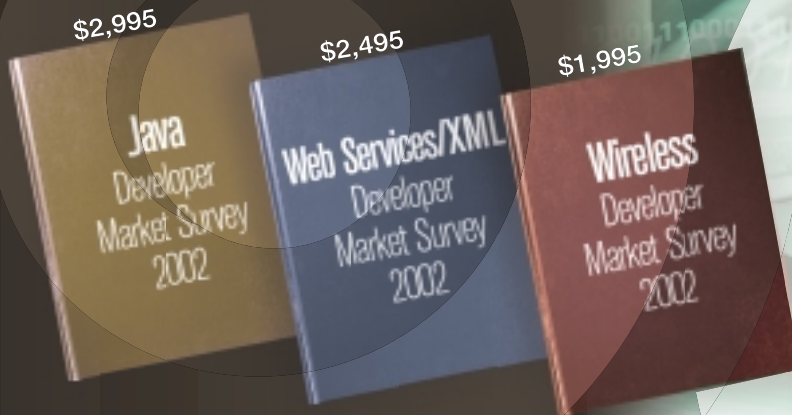 $2,995
Java
Developer
Market Survey
2002
$2,495
Web Services/XML
Developer
Market Survey
2002
$1,995
Wireless
Developer
Market Survey
2002